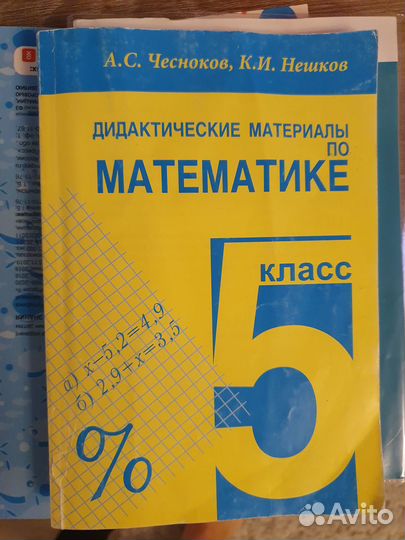 А.С. Чесноков, К.И. Нешков
ДИДАКТИЧЕСКИЕ МАТЕРИАЛЫ
ПО
МАТЕМАТИКЕ
5
класс
а) x−5,2=4,9
б) 2,9+x=3,5
%
Avito